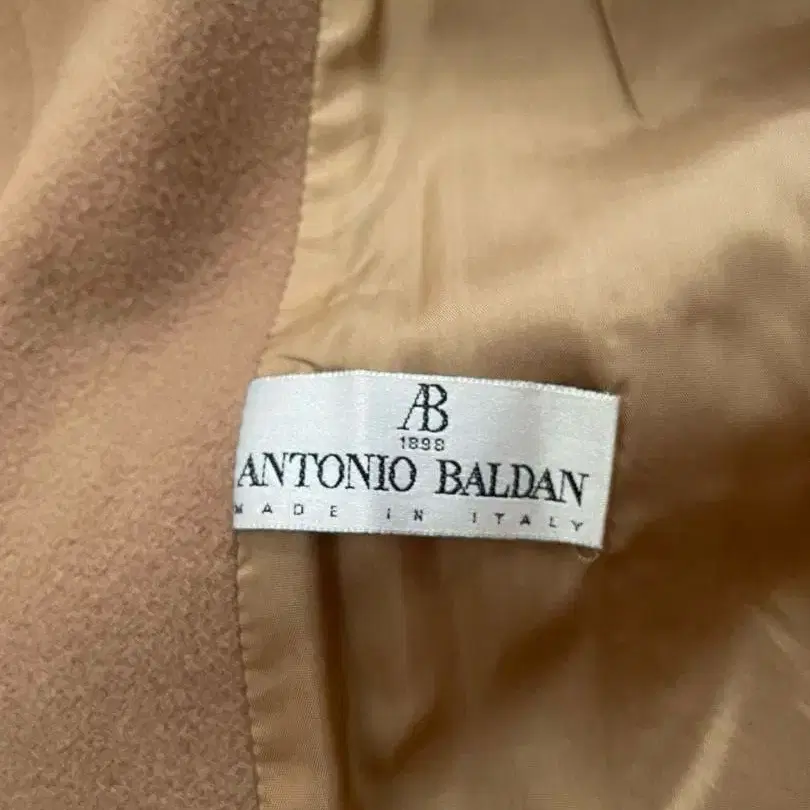 AB
1898
ANTONIO BALDAN
MADE IN ITALY